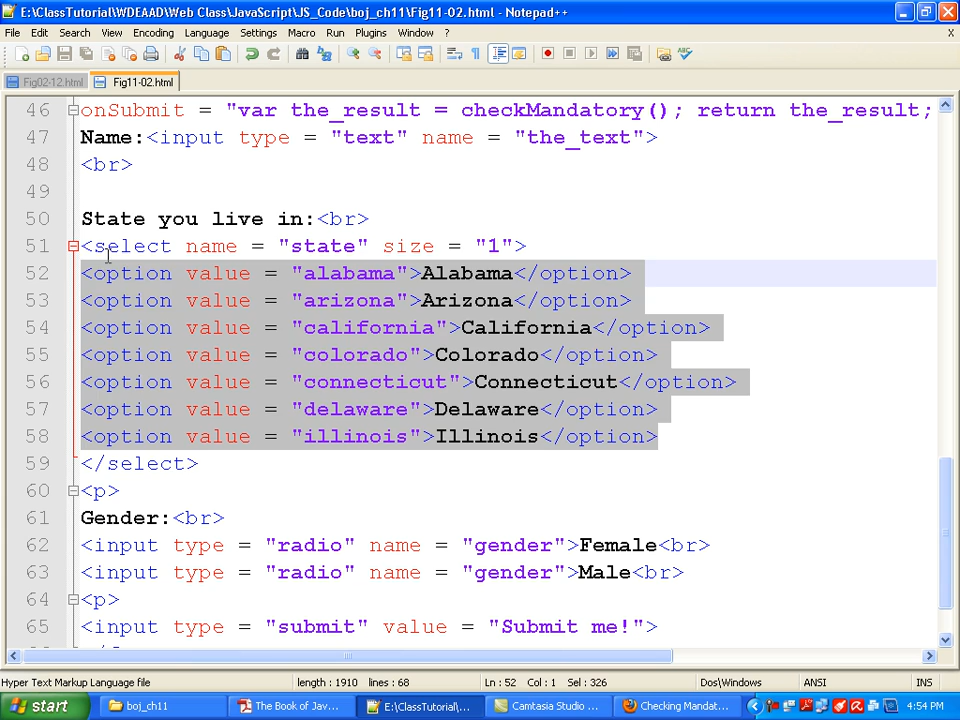 E:\ClassTutorial\WDEAAD\Web Class\JavaScript\JS_Code\boj_ch11\Fig11-02.html - Notepad++
File Edit Search View Encoding Language Settings Macro Run Plugins Window ? X
Fig02-12.html Fig11-02.html
46 onSubmit = "var the_result = checkMandatory(); return the_result;
47 Name:<input type = "text" name = "the_text">
48 <br>
49
50 State you live in:<br>
51 <select name = "state" size = "1">
52 <option value = "alabama">Alabama</option>
53 <option value = "arizona">Arizona</option>
54 <option value = "california">California</option>
55 <option value = "colorado">Colorado</option>
56 <option value = "connecticut">Connecticut</option>
57 <option value = "delaware">Delaware</option>
58 <option value = "illinois">Illinois</option>
59 </select>
60 <p>
61 Gender:<br>
62 <input type = "radio" name = "gender">Female<br>
63 <input type = "radio" name = "gender">Male<br>
64 <p>
65 <input type = "submit" value = "Submit me!">
Hyper Text Markup Language file length : 1910 lines : 68 Ln : 52 Col : 1 Sel : 326 Dos\Windows ANSI INS
start boj_ch11 The Book of Jav... E:\ClassTutorial\... Camtasia Studio ... Checking Mandat... 4:54 PM